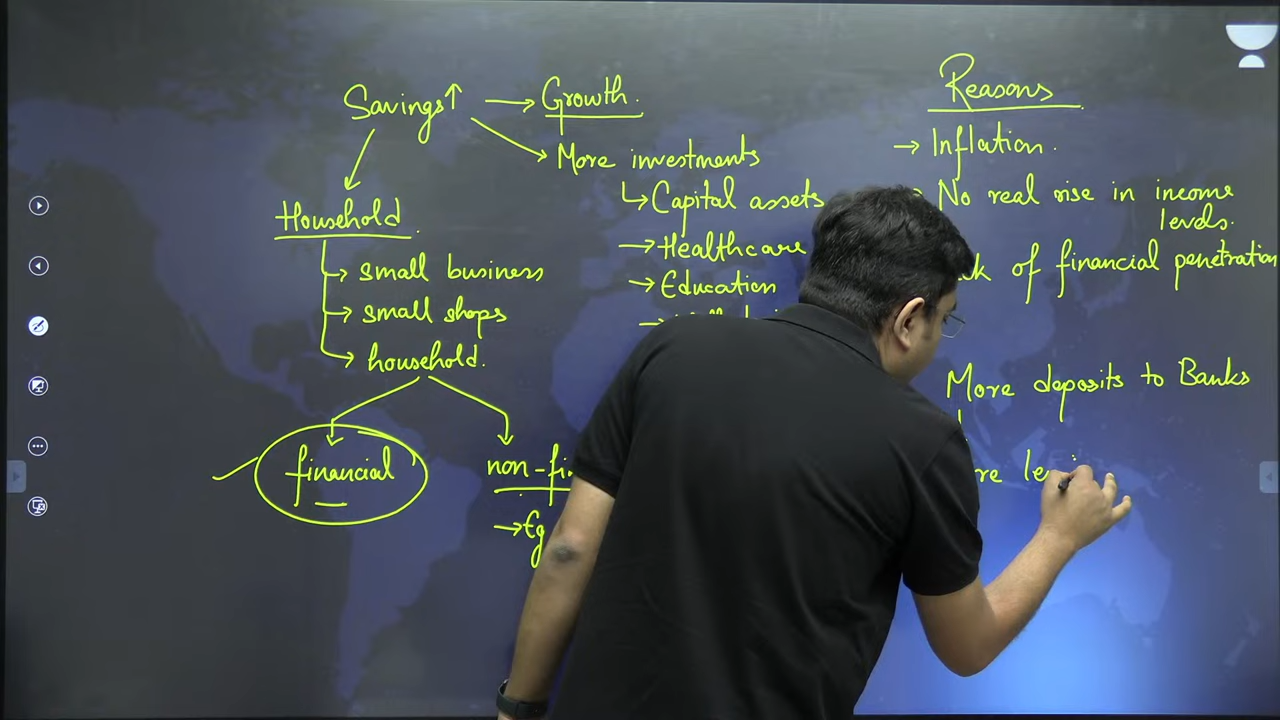 Savings↑ → Growth.
More investments
↳ Capital assets
→ Healthcare
→ Education
Household.
→ small business
→ small shops
→ household.
financial
non-fi
→ Eg
Reasons
→ Inflation.
No real rise in income
levels.
of financial penetration
More deposits to Banks